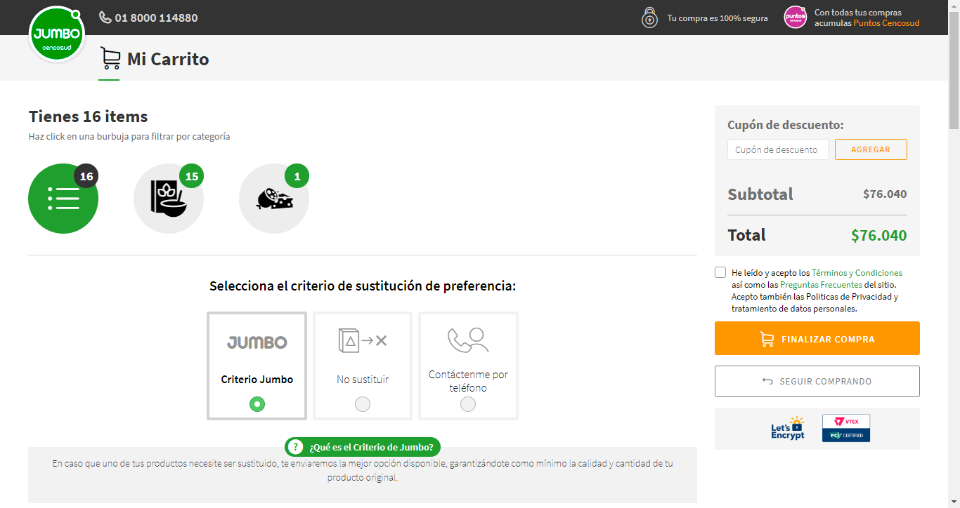 01 8000 114880
Tu compra es 100% segura
puntos
Con todas tus compras
acumulas Puntos Cencosud
JUMBO
cencosud
Mi Carrito
Tienes 16 items
Haz click en una burbuja para filtrar por categoría
16
15
1
Selecciona el criterio de sustitución de preferencia:
JUMBO
Criterio Jumbo
No sustituir
Contáctenme por
teléfono
? ¿Qué es el Criterio de Jumbo?
En caso que uno de tus productos necesite ser sustituido, te enviaremos la mejor opción disponible, garantizándote como mínimo la calidad y cantidad de tu
producto original.
Cupón de descuento:
Cupón de descuento
AGREGAR
Subtotal $76.040
Total $76.040
He leído y acepto los Términos y Condiciones
así como las Preguntas Frecuentes del sitio.
Acepto también las Políticas de Privacidad y
tratamiento de datos personales.
FINALIZAR COMPRA
SEGUIR COMPRANDO
Let's
Encrypt
VTEX
CERTIFIED